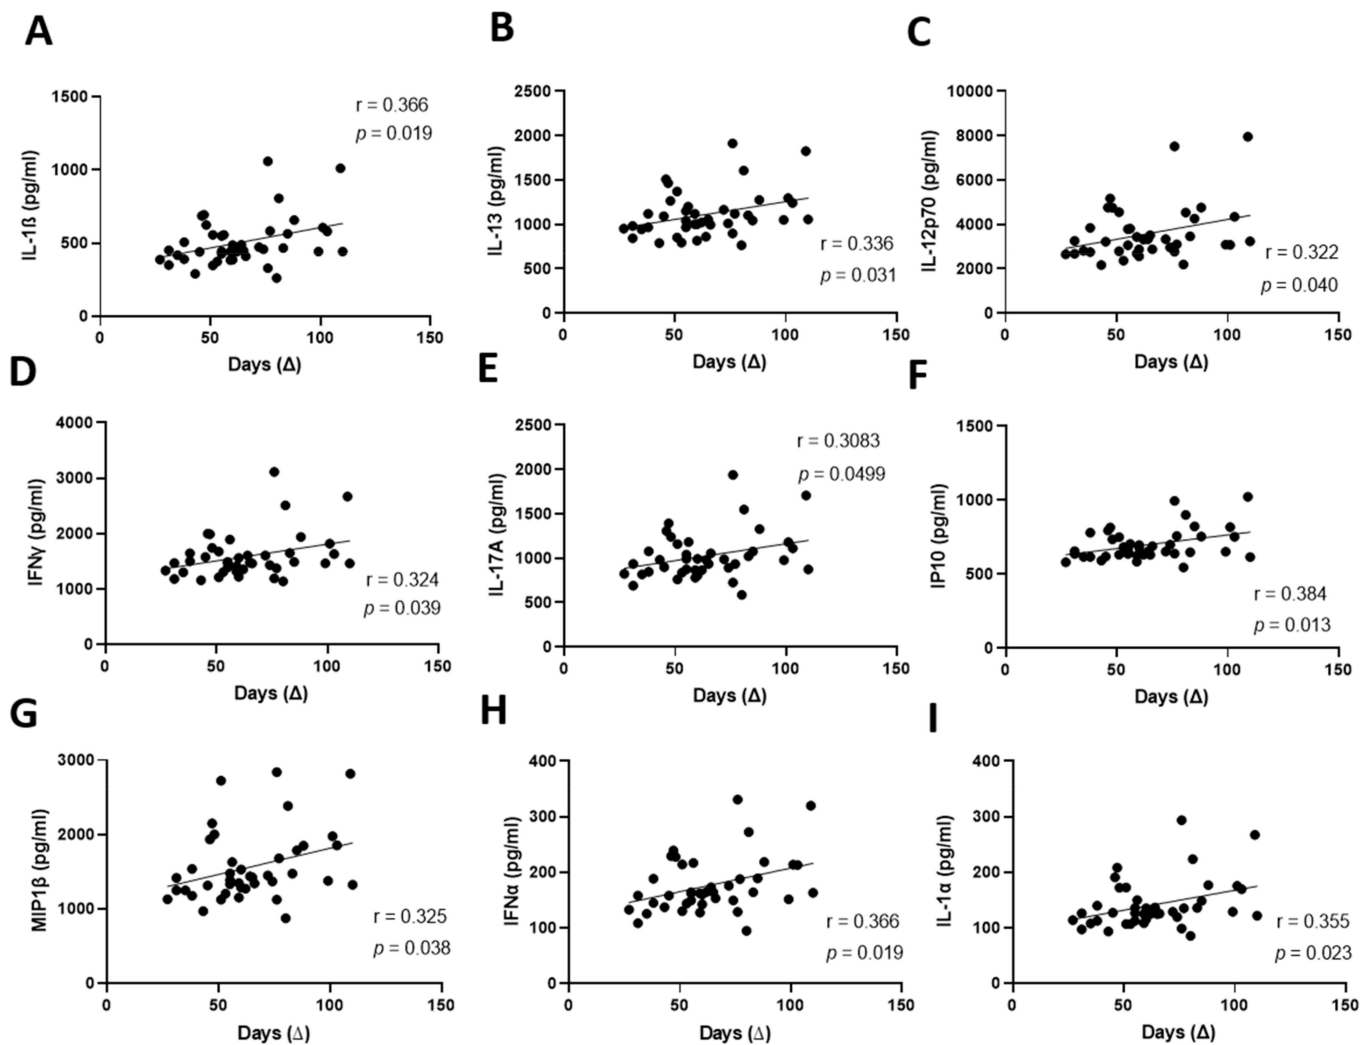 A
IL-1ß (pg/ml)
1500
1000
500
0
0 50 100 150
Days (Δ)
r = 0.366
p = 0.019
B
IL-13 (pg/ml)
2500
2000
1500
1000
500
0
0 50 100 150
Days (Δ)
r = 0.336
p = 0.031
C
IL-12p70 (pg/ml)
10000
8000
6000
4000
2000
0
0 50 100 150
Days (Δ)
r = 0.322
p = 0.040
D
IFNγ (pg/ml)
4000
3000
2000
1000
0
0 50 100 150
Days (Δ)
r = 0.324
p = 0.039
E
IL-17A (pg/ml)
2500
2000
1500
1000
500
0
0 50 100 150
Days (Δ)
r = 0.3083
p = 0.0499
F
IP10 (pg/ml)
1500
1000
500
0
0 50 100 150
Days (Δ)
r = 0.384
p = 0.013
G
MIP1β (pg/ml)
3000
2000
1000
0
0 50 100 150
Days (Δ)
r = 0.325
p = 0.038
H
IFNα (pg/ml)
400
300
200
100
0
0 50 100 150
Days (Δ)
r = 0.366
p = 0.019
I
IL-1α (pg/ml)
400
300
200
100
0
0 50 100 150
Days (Δ)
r = 0.355
p = 0.023